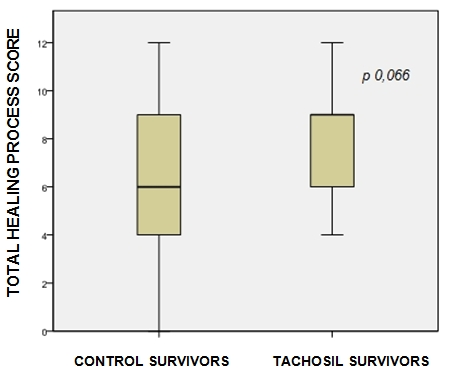 TOTAL HEALING PROCESS SCORE
12
10
8
6
4
2
0
p 0,066
CONTROL SURVIVORS
TACHOSIL SURVIVORS